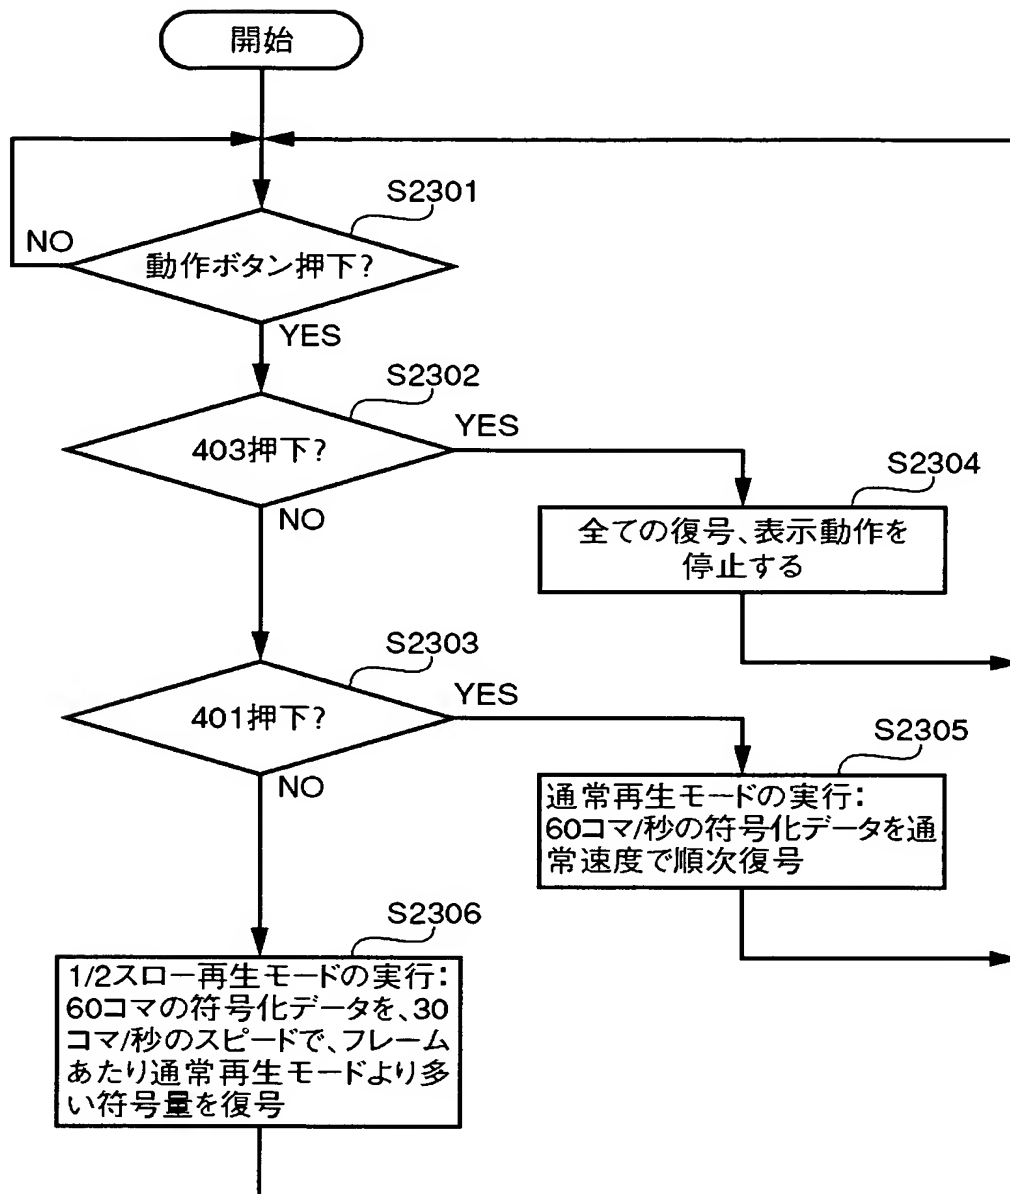 開始
S2301
NO
動作ボタン押下?
YES
S2302
403押下?
YES
NO
S2304
全ての復号、表示動作を
停止する
S2303
401押下?
YES
NO
S2305
通常再生モードの実行:
60コマ/秒の符号化データを通
常速度で順次復号
S2306
1/2スロー再生モードの実行:
60コマの符号化データを、30
コマ/秒のスピードで、フレーム
あたり通常再生モードより多
い符号量を復号